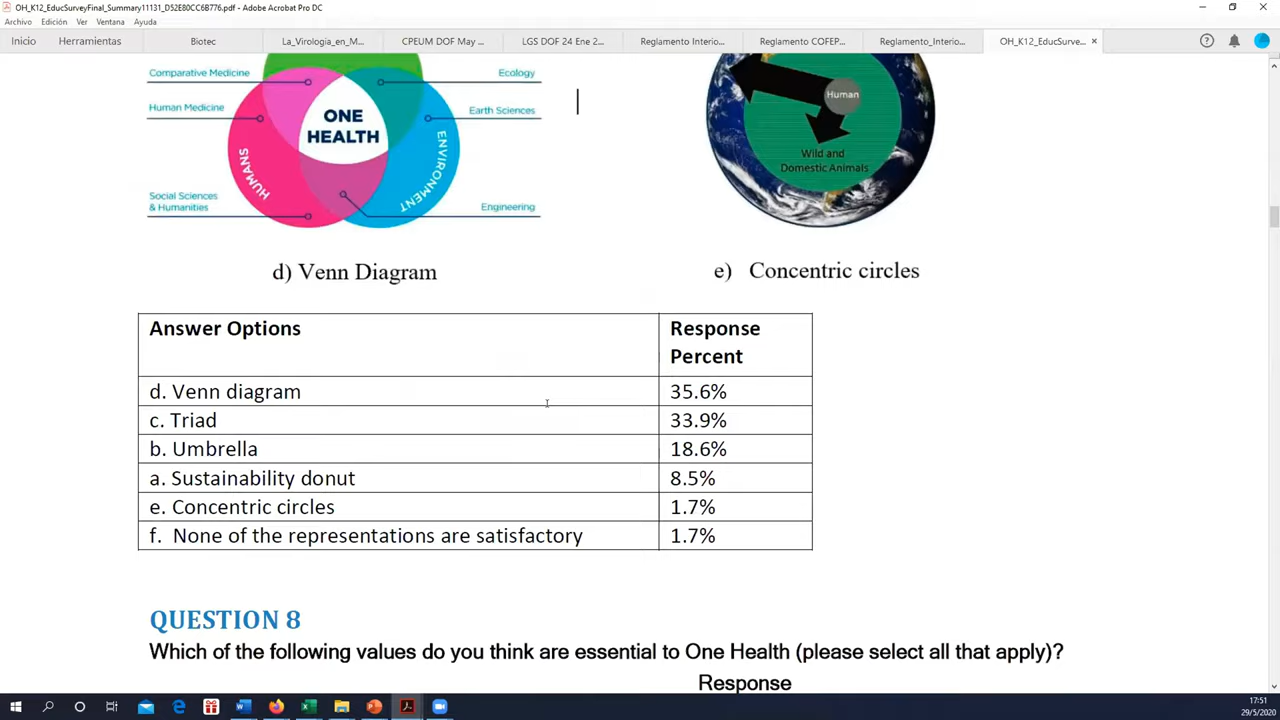 OH_K12_EducSurveyFinal_Summary11131_D52E80CC6B776.pdf - Adobe Acrobat Pro DC
Archivo Edición Ver Ventana Ayuda
Inicio Herramientas Biotec La_Virologia_en_M... CPEUM DOF May ... LGS DOF 24 Ene 2... Reglamento Interio... Reglamento COFEP... Reglamento_Interio... OH_K12_EducSurve...
Comparative Medicine
Human Medicine
Social Sciences
& Humanities
HUMANS
ONE
HEALTH
ENVIRONMENT
Ecology
Earth Sciences
Engineering
Human
Wild and
Domestic Animals
d) Venn Diagram
e) Concentric circles
Answer Options Response Percent
d. Venn diagram 35.6%
c. Triad 33.9%
b. Umbrella 18.6%
a. Sustainability donut 8.5%
e. Concentric circles 1.7%
f. None of the representations are satisfactory 1.7%
QUESTION 8
Which of the following values do you think are essential to One Health (please select all that apply)?
Response
17:51
29/5/2020